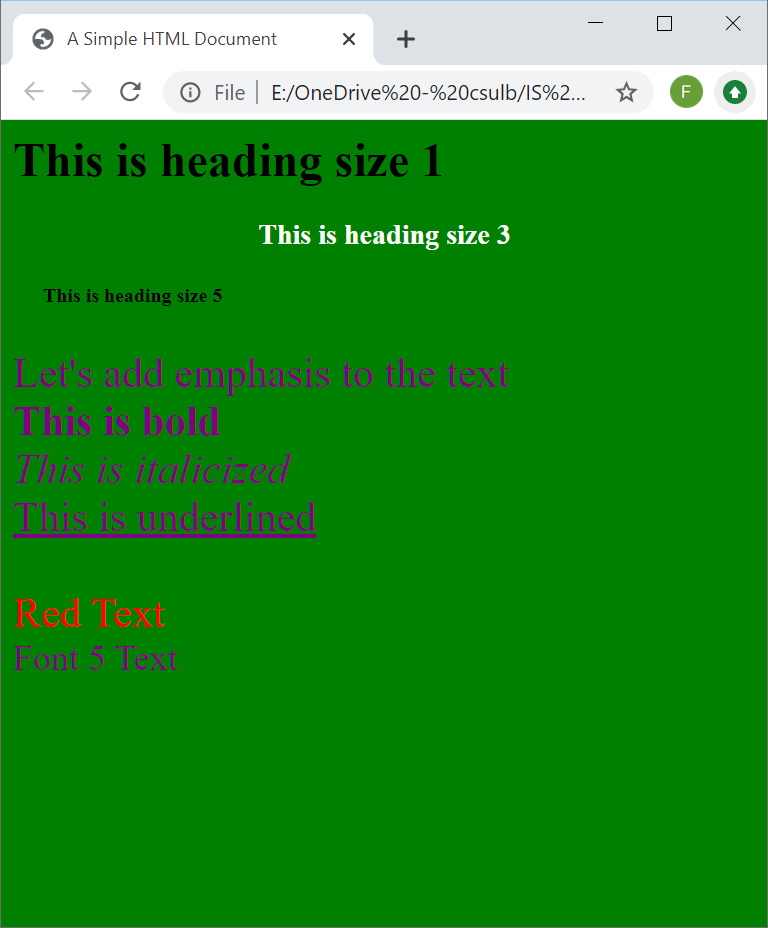 A Simple HTML Document
File | E:/OneDrive%20-%20csulb/IS%2... F
This is heading size 1
This is heading size 3
This is heading size 5
Let's add emphasis to the text
This is bold
This is italicized
This is underlined
Red Text
Font 5 Text